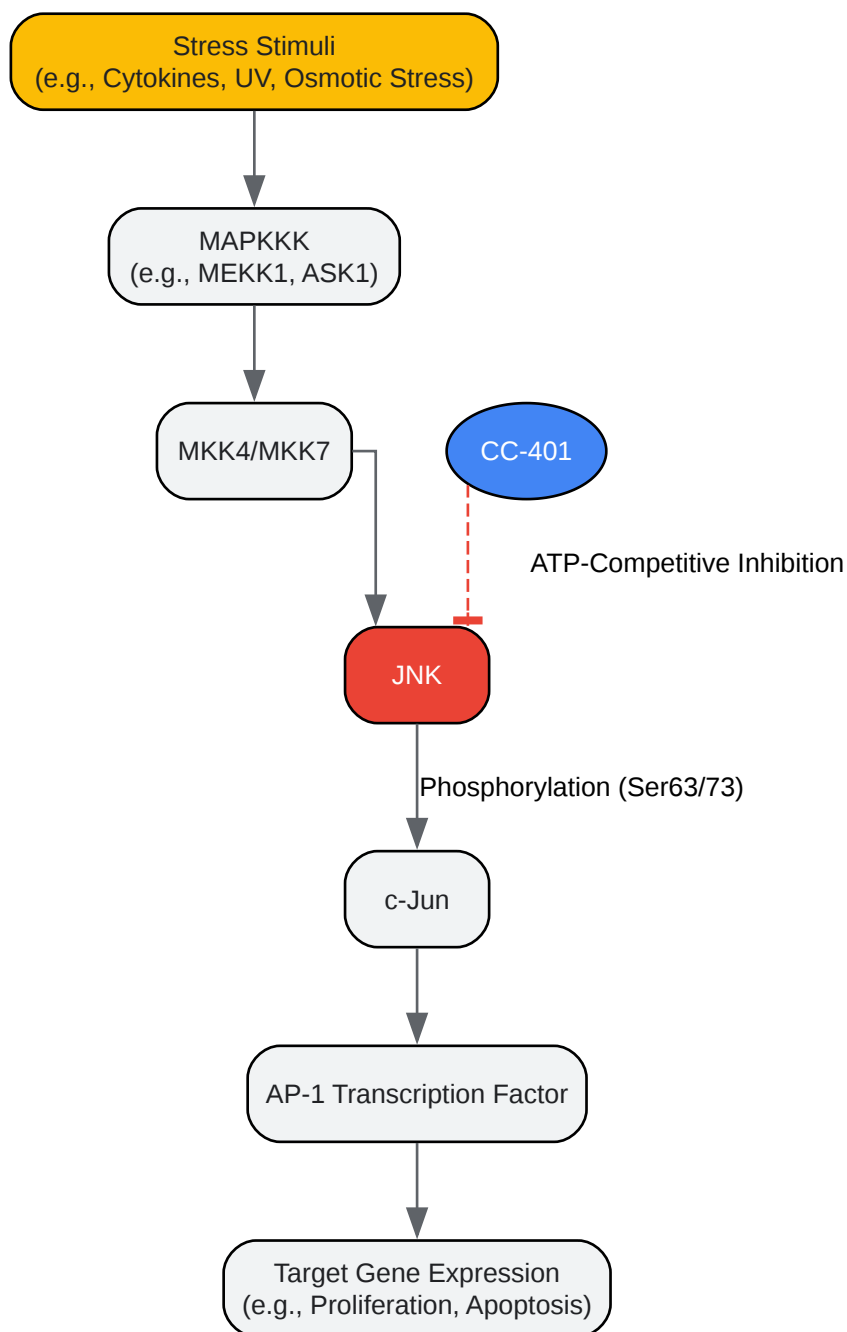 Stress Stimuli
(e.g., Cytokines, UV, Osmotic Stress)
MAPKKK
(e.g., MEKK1, ASK1)
MKK4/MKK7
CC-401
ATP-Competitive Inhibition
JNK
Phosphorylation (Ser63/73)
c-Jun
AP-1 Transcription Factor
Target Gene Expression
(e.g., Proliferation, Apoptosis)